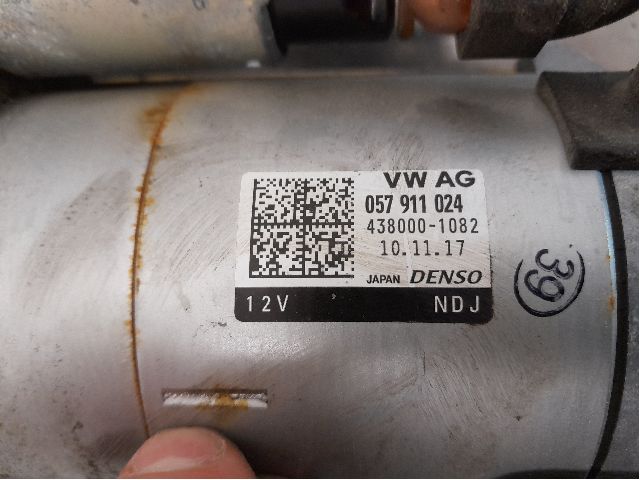 VW AG
057 911 024
438000-1082
10.11.17
JAPAN DENSO
12V NDJ
39